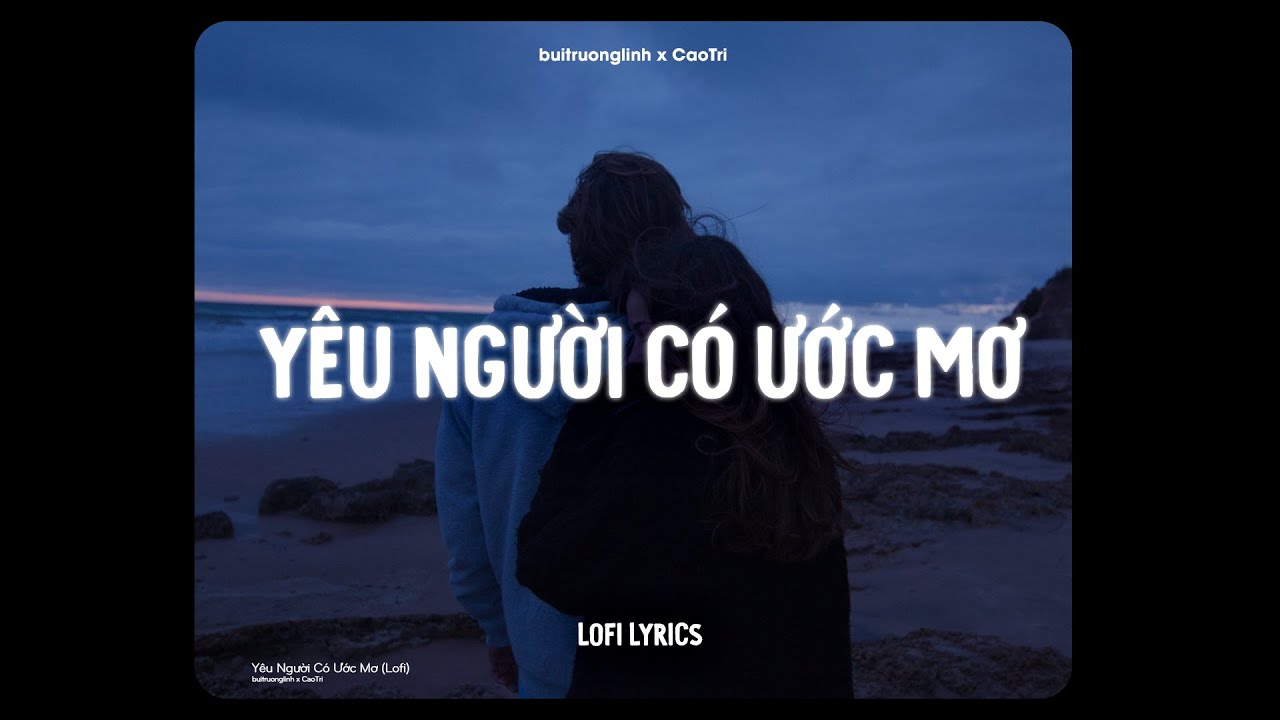 buitruonglinh x CaoTri
YÊU NGƯỜI CÓ ƯỚC MƠ
LOFI LYRICS
Yêu Người Có Ước Mơ (Lofi)
buitruonglinh x CaoTri